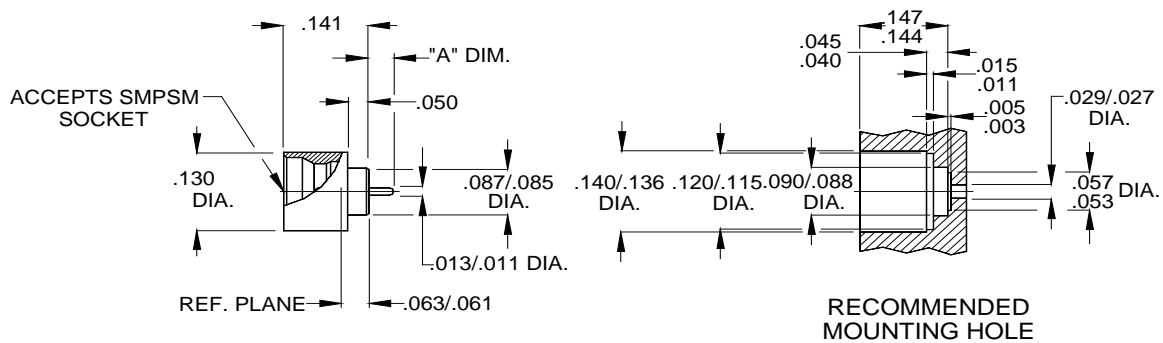 .141
"A" DIM.
.050
ACCEPTS SMPSM
SOCKET
.130
DIA.
.087/.085
DIA.
.013/.011 DIA.
REF. PLANE
.063/.061
.147
.144
.045
.040
.015
.011
.005
.003
.029/.027
DIA.
.140/.136
DIA.
.120/.115
DIA.
.090/.088
DIA.
.057
.053
DIA.
RECOMMENDED
MOUNTING HOLE